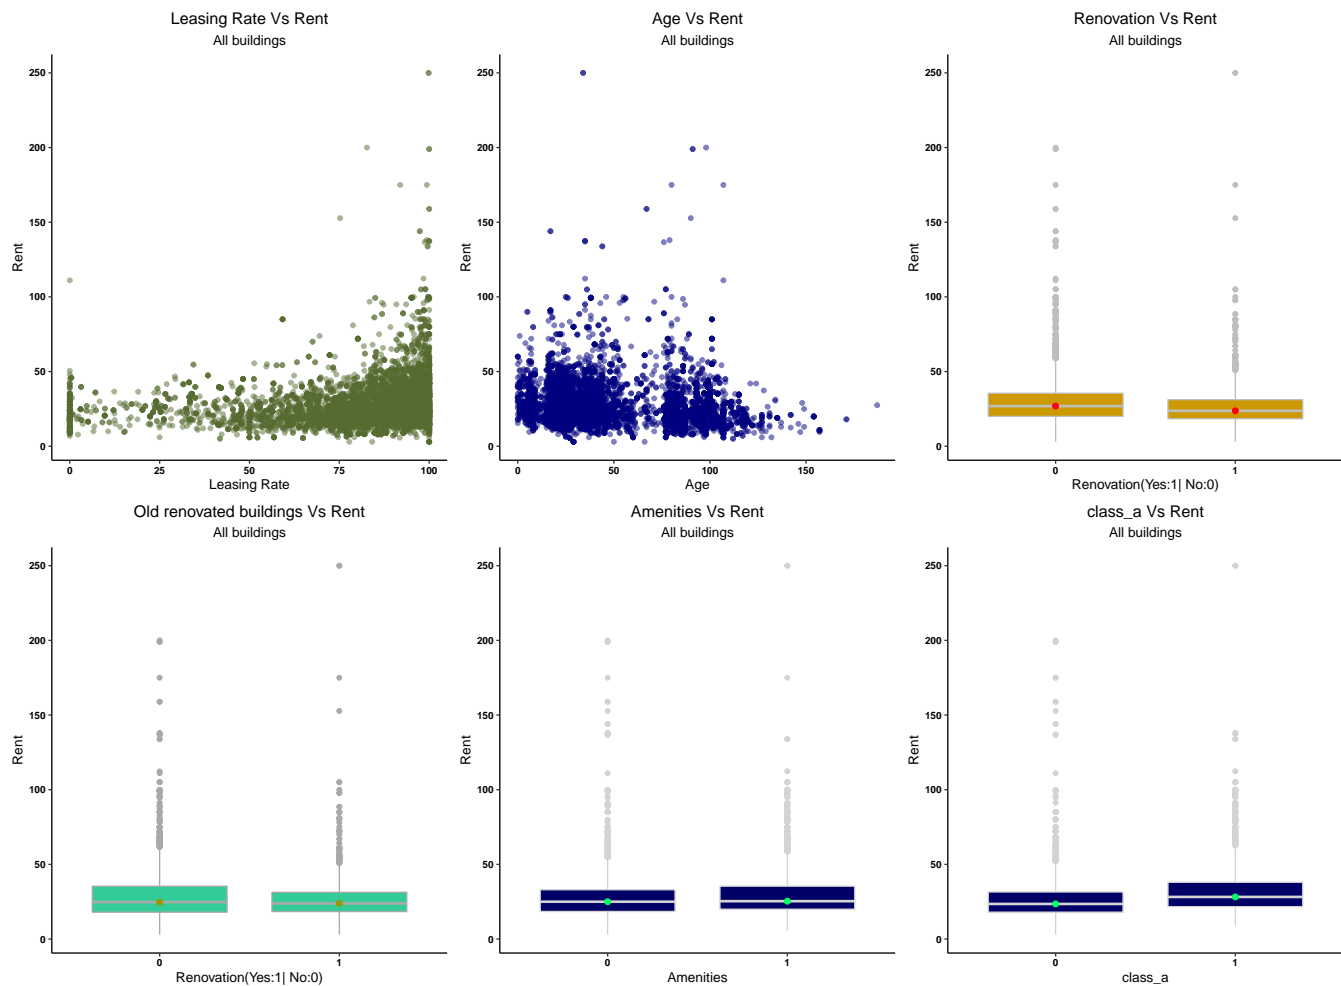 Leasing Rate Vs Rent
All buildings
250
200
150
100
50
0
Rent
0 25 50 75 100
Leasing Rate
Age Vs Rent
All buildings
250
200
150
100
50
0
Rent
0 50 100 150
Age
Renovation Vs Rent
All buildings
250
200
150
100
50
0
Rent
0 1
Renovation(Yes:1| No:0)
Old renovated buildings Vs Rent
All buildings
250
200
150
100
50
0
Rent
0 1
Renovation(Yes:1| No:0)
Amenities Vs Rent
All buildings
250
200
150
100
50
0
Rent
0 1
Amenities
class_a Vs Rent
All buildings
250
200
150
100
50
0
Rent
0 1
class_a